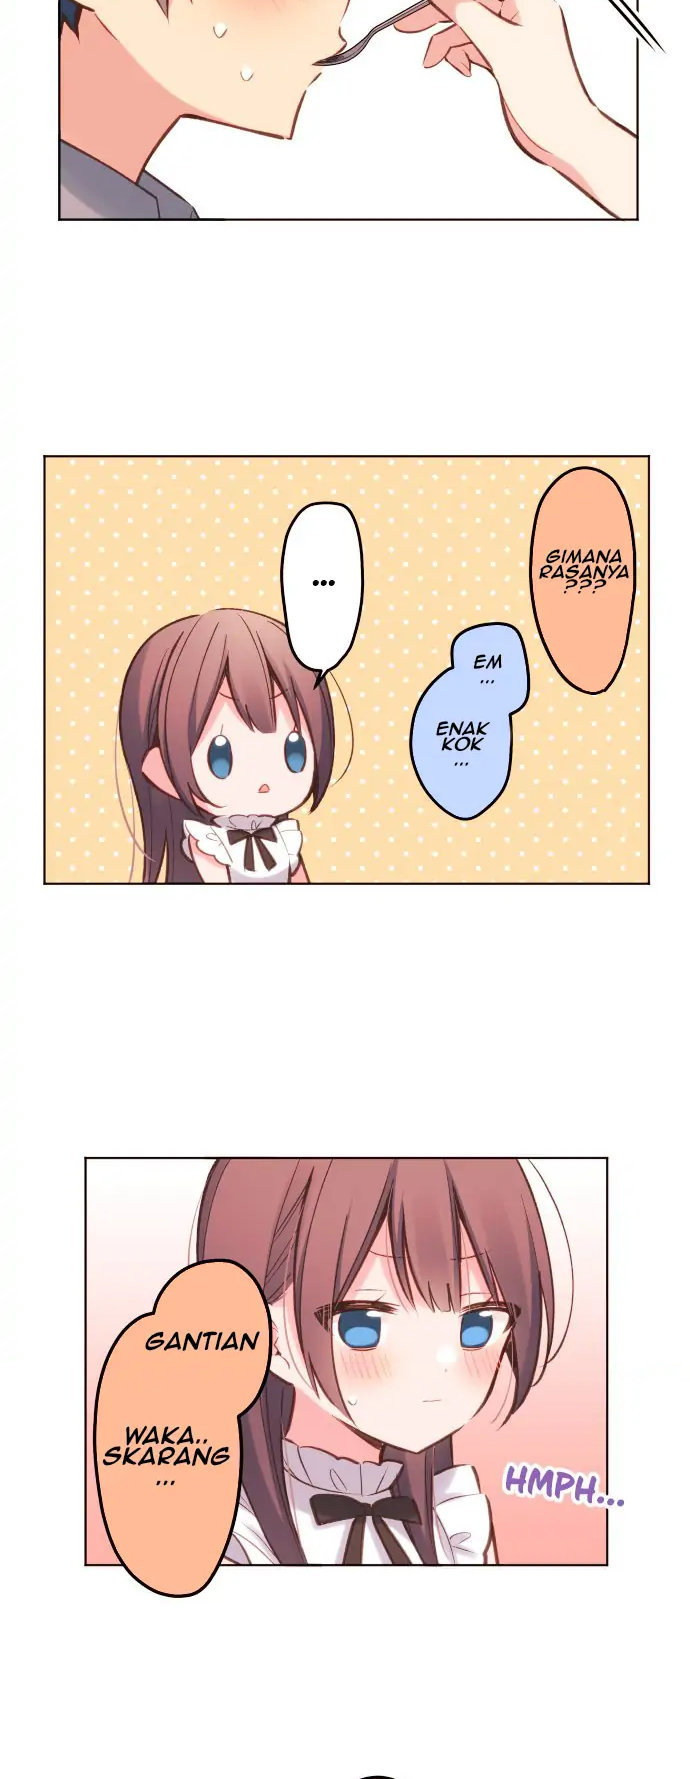 GIMANA
RASANYA
???
...
EM
...
ENAK
KOK
...
GANTIAN
WAKA..
SKARANG
...
HMPH...